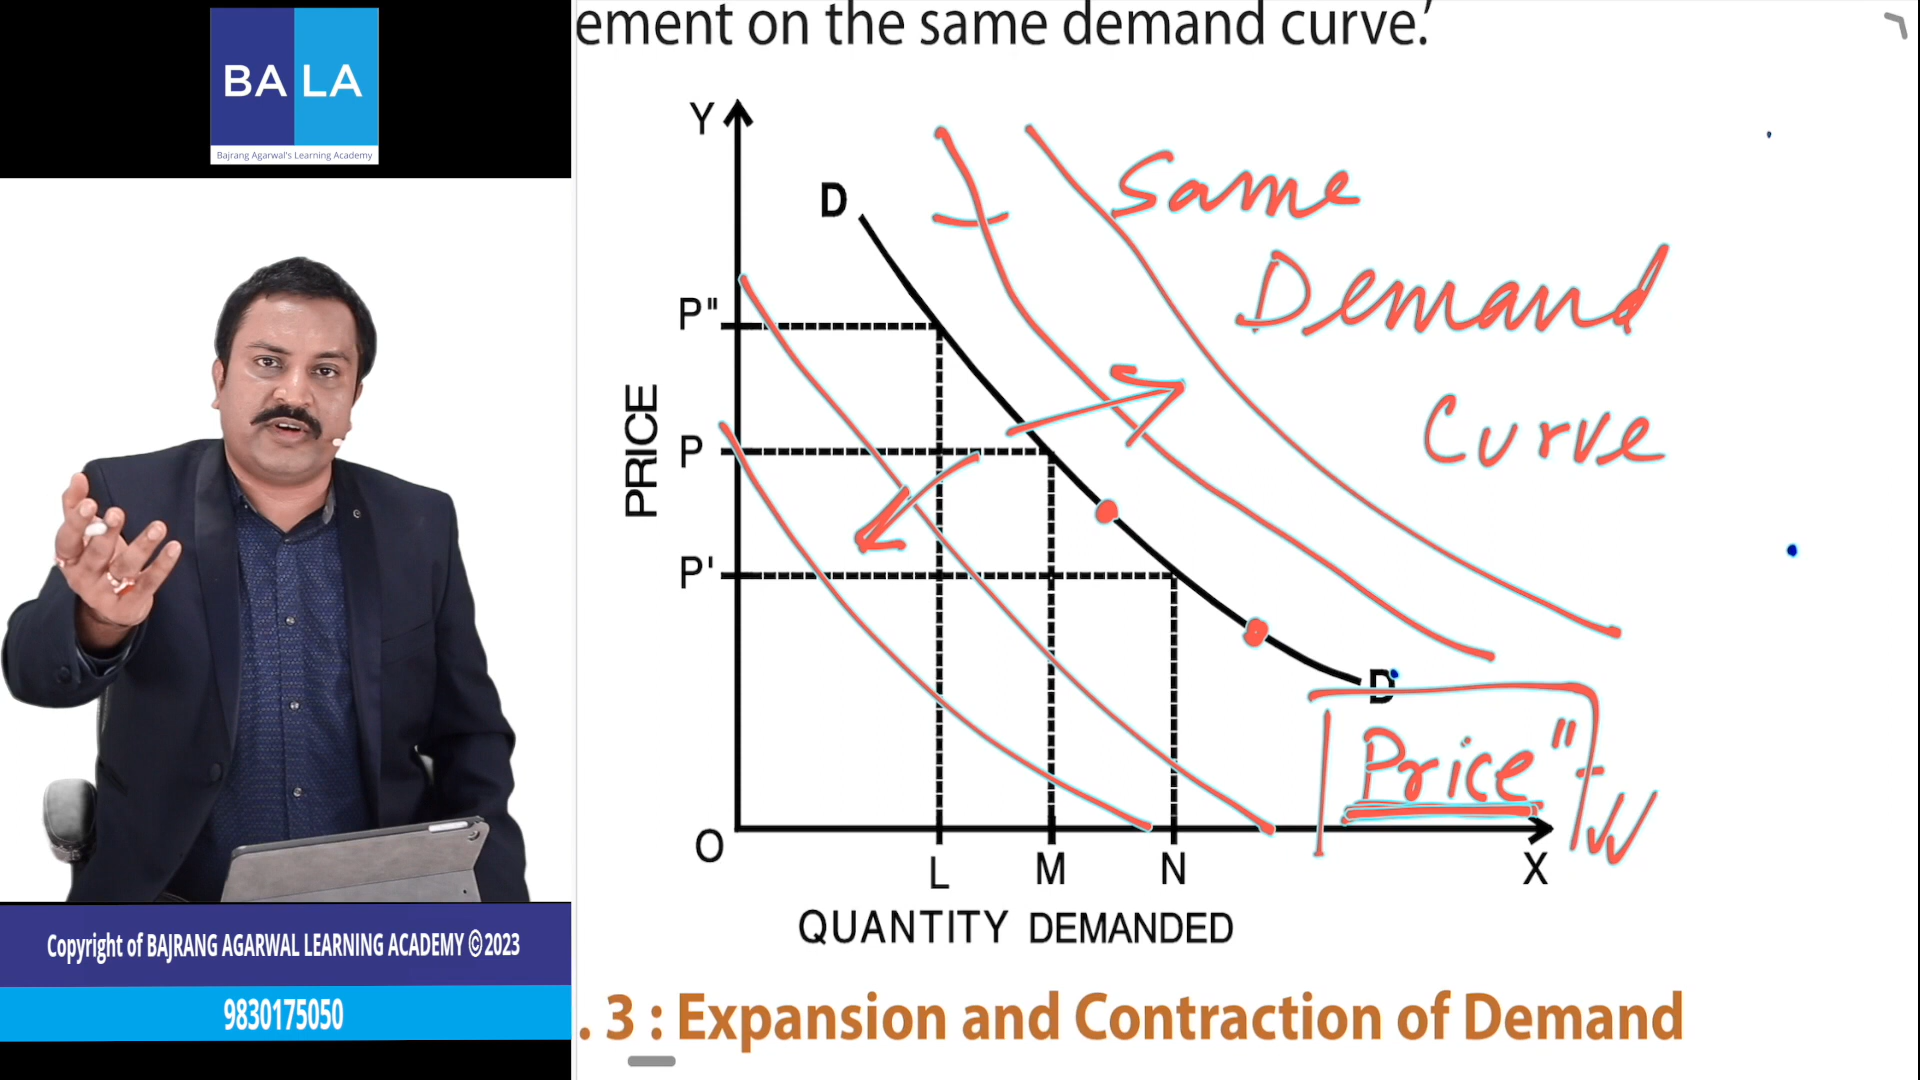 BA LA
Bajrang Agarwal's Learning Academy
ement on the same demand curve.’
Y
D
Same
Demand
Curve
P"
P
P'
PRICE
D
Price"
O
L
M
N
X
QUANTITY DEMANDED
. 3 : Expansion and Contraction of Demand
Copyright of BAJRANG AGARWAL LEARNING ACADEMY ©2023
9830175050